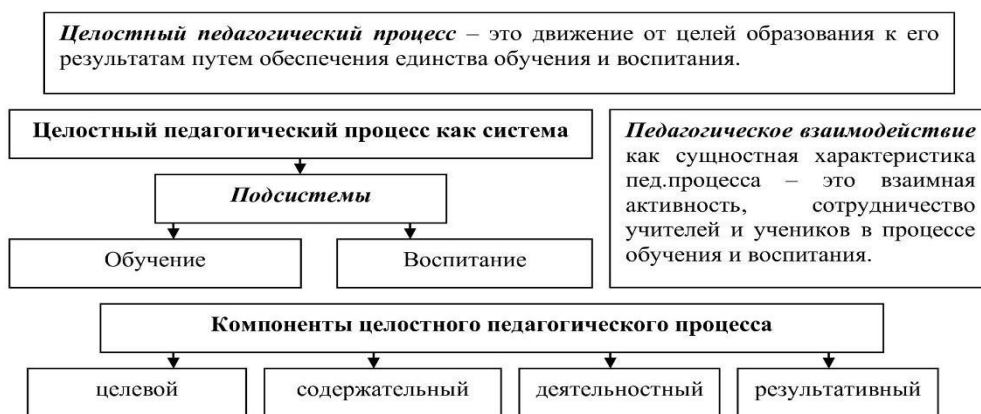 Целостный педагогический процесс – это движение от целей образования к его
результатам путем обеспечения единства обучения и воспитания.
Целостный педагогический процесс как система
Подсистемы
Обучение
Воспитание
Педагогическое взаимодействие
как сущностная характеристика
пед.процесса – это взаимная
активность, сотрудничество
учителей и учеников в процессе
обучения и воспитания.
Компоненты целостного педагогического процесса
целевой
содержательный
деятельностный
результативный